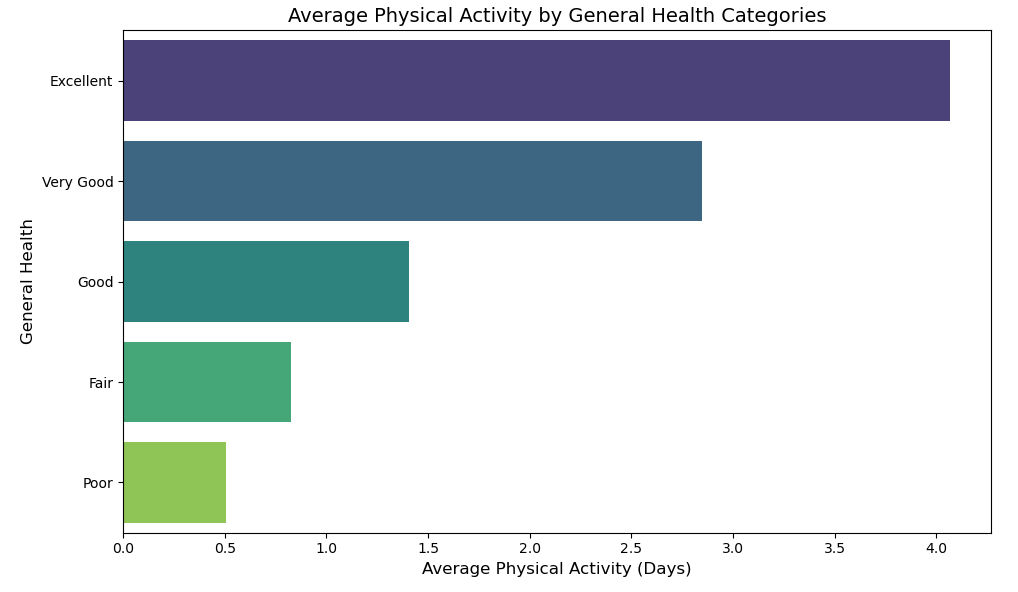 Average Physical Activity by General Health Categories
General Health
Excellent
Very Good
Good
Fair
Poor
0.0 0.5 1.0 1.5 2.0 2.5 3.0 3.5 4.0
Average Physical Activity (Days)